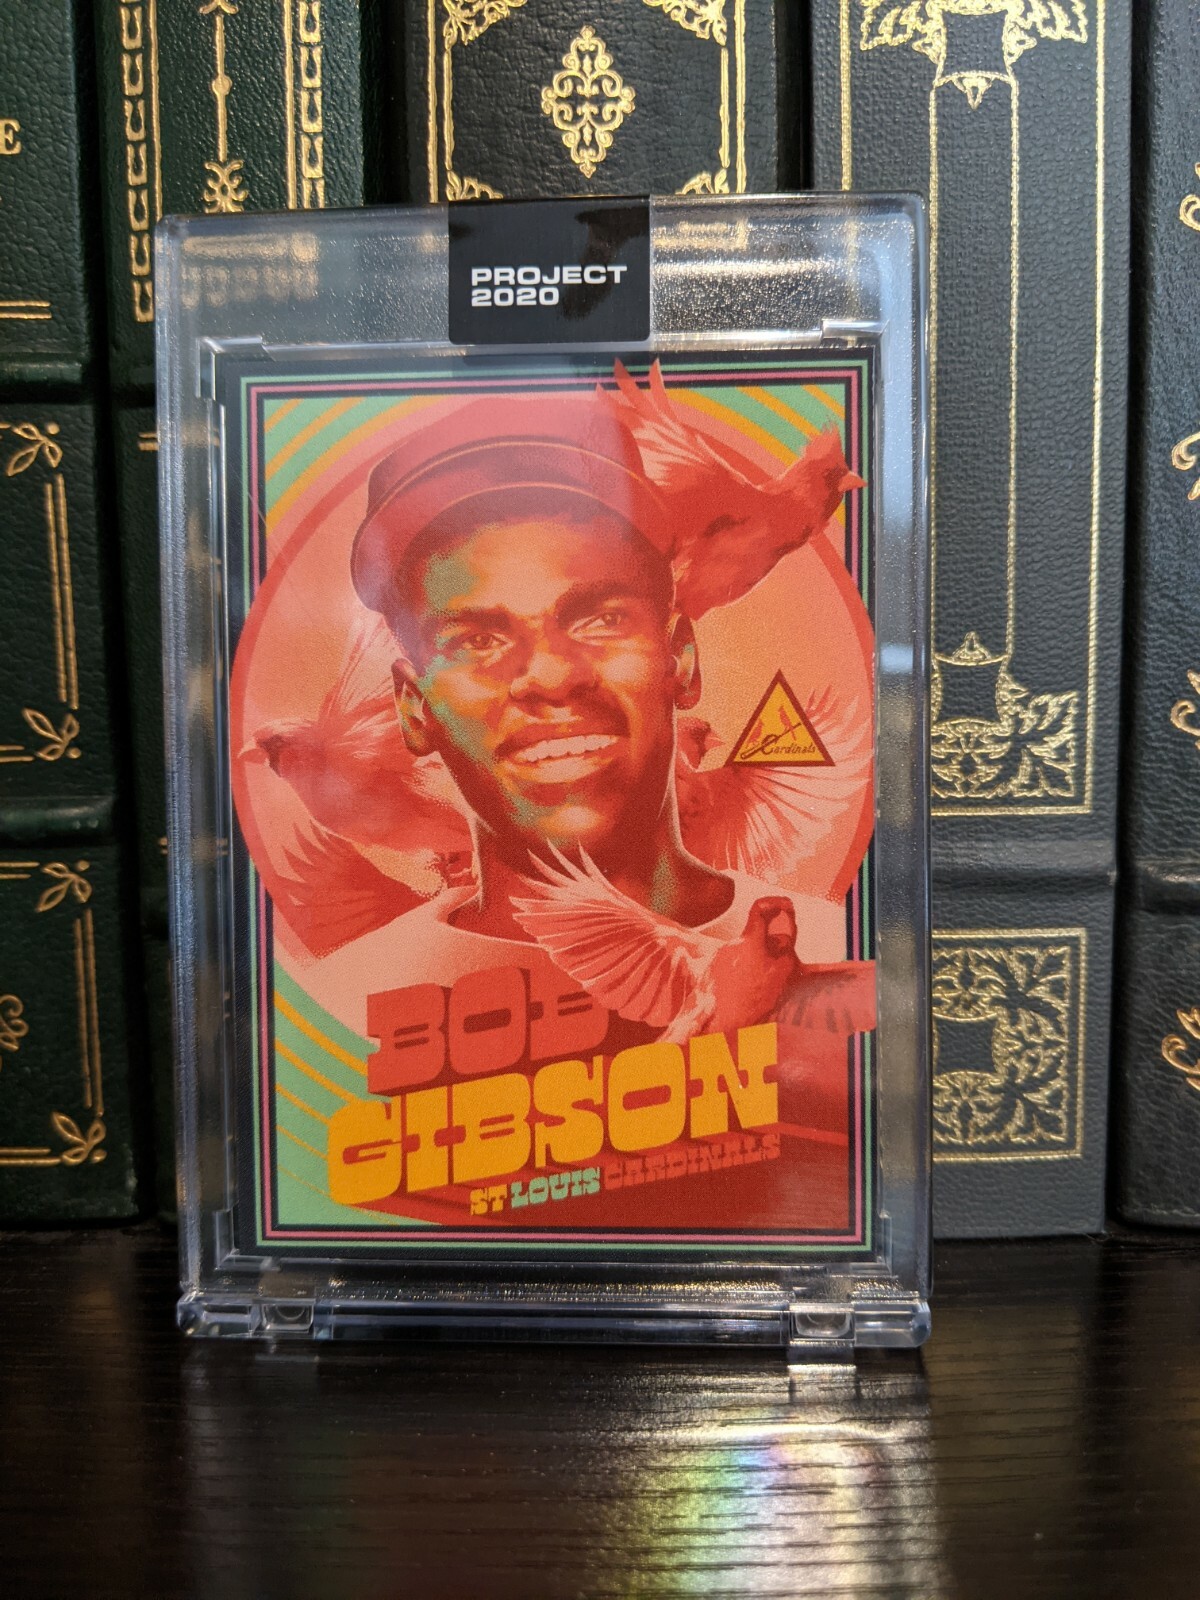 E
PROJECT
2020
Cardinals
BOB
GIBSON
ST LOUIS CARDINALS